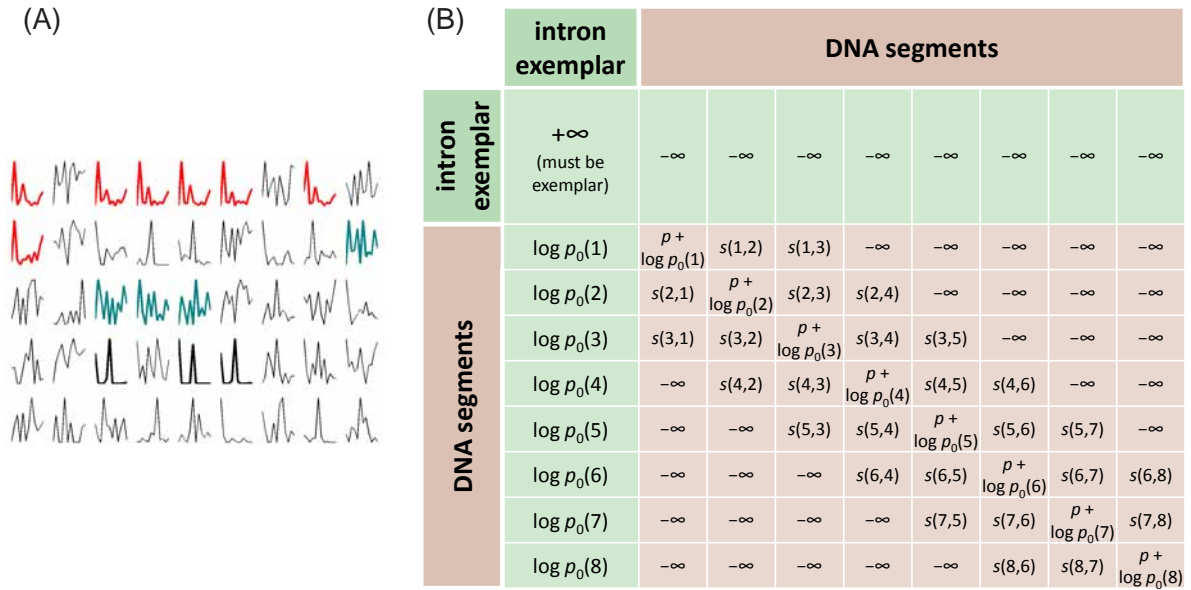 (A)
(B)
intron
exemplar
DNA segments
intron
exemplar
+∞
(must be
exemplar)
−∞ −∞ −∞ −∞ −∞ −∞ −∞ −∞
DNA segments
log p₀(1) p + log p₀(1) s(1,2) s(1,3) −∞ −∞ −∞ −∞ −∞
log p₀(2) s(2,1) p + log p₀(2) s(2,3) s(2,4) −∞ −∞ −∞ −∞
log p₀(3) s(3,1) s(3,2) p + log p₀(3) s(3,4) s(3,5) −∞ −∞ −∞
log p₀(4) −∞ s(4,2) s(4,3) p + log p₀(4) s(4,5) s(4,6) −∞ −∞
log p₀(5) −∞ −∞ s(5,3) s(5,4) p + log p₀(5) s(5,6) s(5,7) −∞
log p₀(6) −∞ −∞ −∞ s(6,4) s(6,5) p + log p₀(6) s(6,7) s(6,8)
log p₀(7) −∞ −∞ −∞ −∞ s(7,5) s(7,6) p + log p₀(7) s(7,8)
log p₀(8) −∞ −∞ −∞ −∞ −∞ s(8,6) s(8,7) p + log p₀(8)